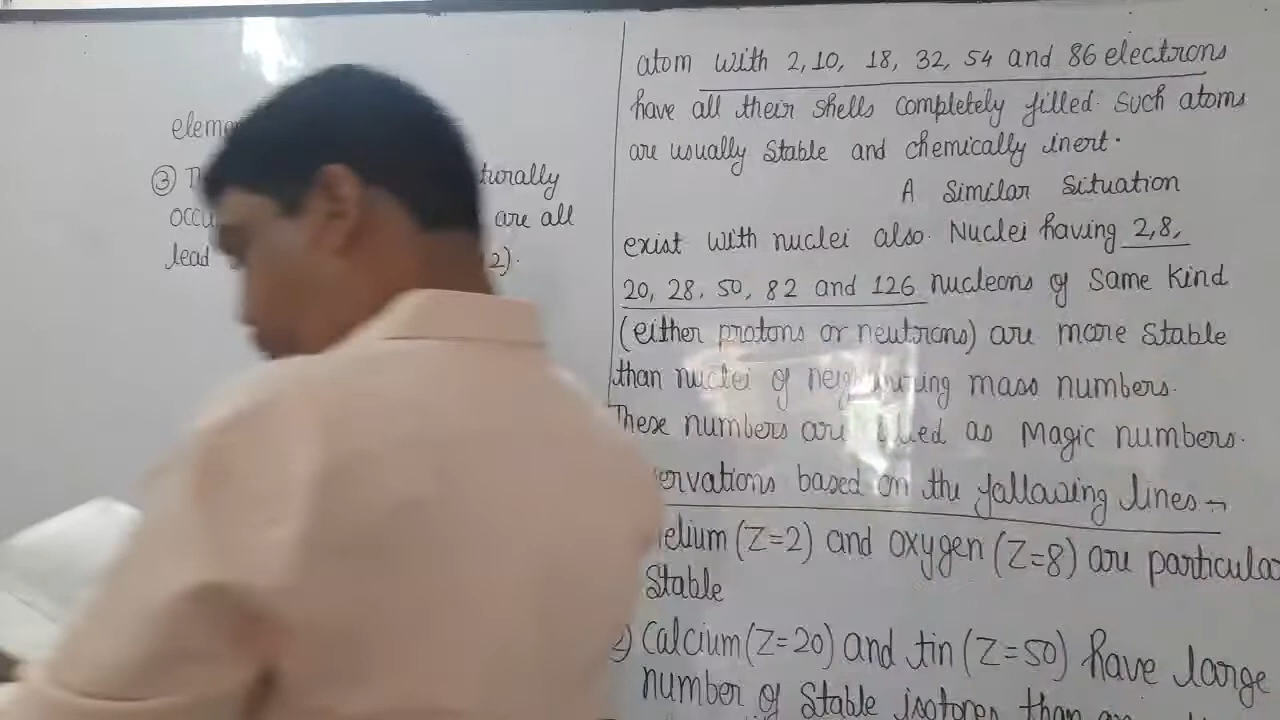 atom with 2, 10, 18, 32, 54 and 86 electrons
have all their shells completely filled. Such atoms
are usually stable and chemically inert.
A similar situation
exist with nuclei also. Nuclei having 2, 8,
20, 28, 50, 82 and 126 nucleons of same kind
(either protons or neutrons) are more stable
than nuclei of neighbouring mass numbers.
These numbers are as Magic numbers.
ervations based on the following lines →
elium (Z=2) and oxygen (Z=8) are particula
stable
2) Calcium (Z=20) and tin (Z=50) have large
number of stable isotopes than
eleme
③ turally
occu are all
lead 2).